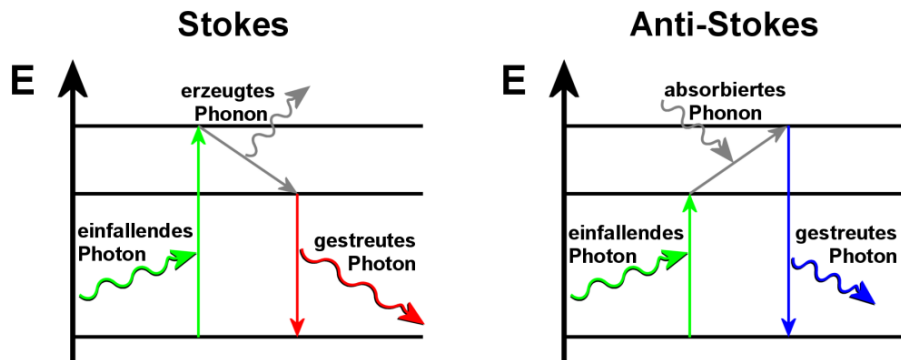 Stokes
E
erzeugtes
Phonon
einfallendes
Photon
gestreutes
Photon
Anti-Stokes
E
absorbiertes
Phonon
einfallendes
Photon
gestreutes
Photon